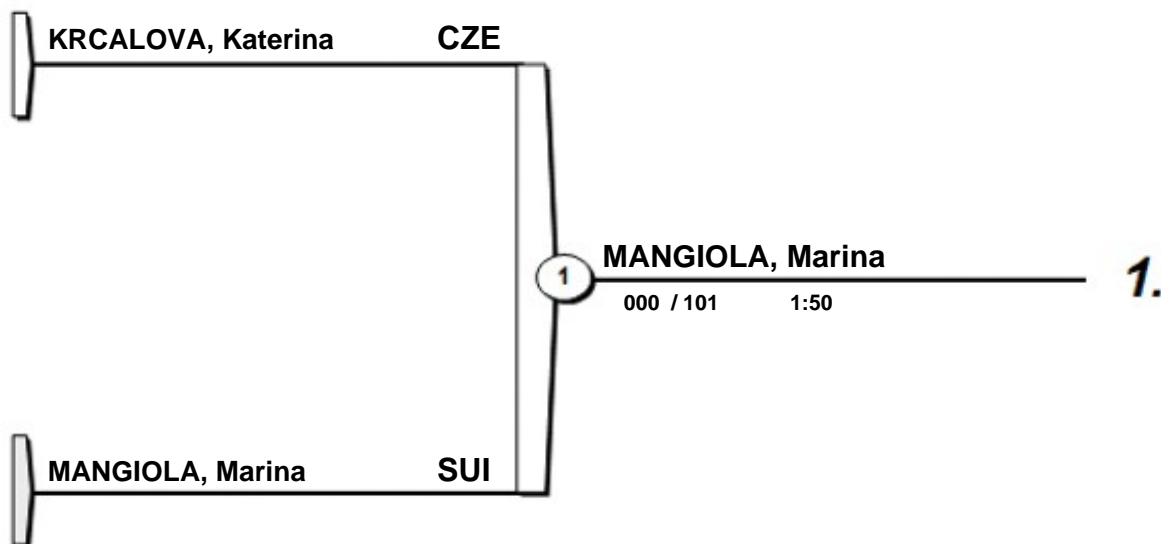 KRCALOVA, Katerina CZE
MANGIOLA, Marina 1.
1
000 / 101 1:50
MANGIOLA, Marina SUI